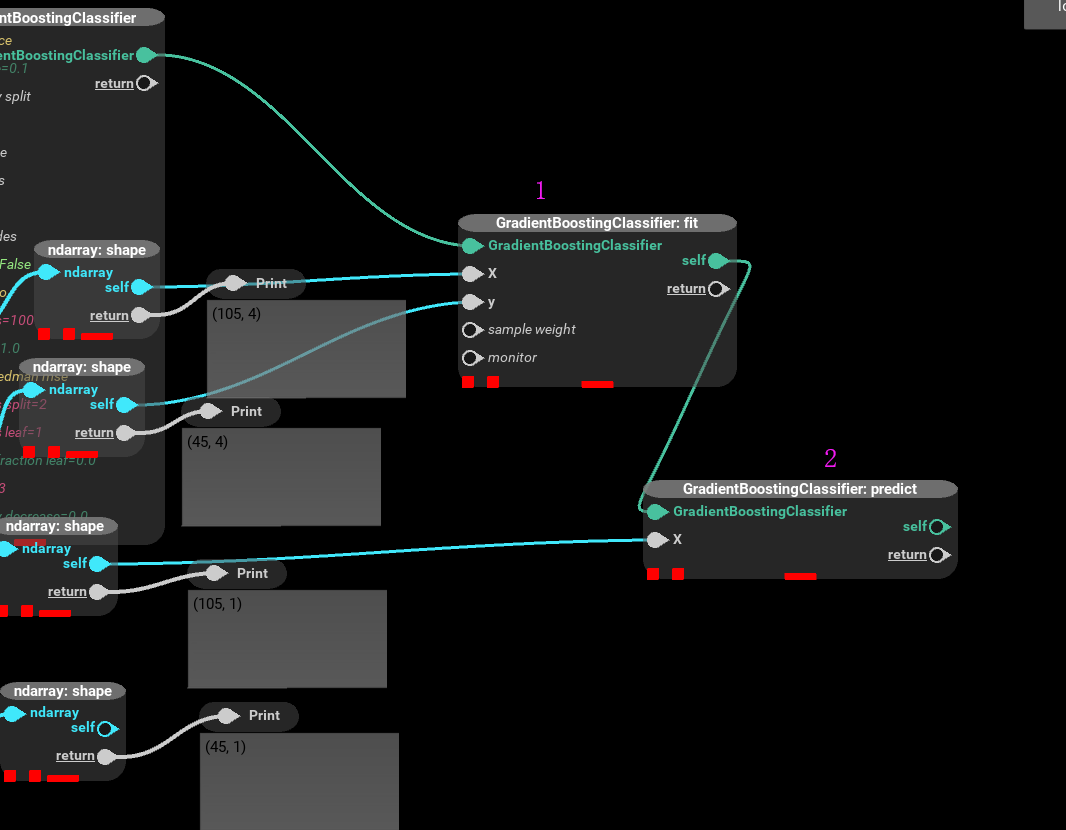 ntBoostingClassifier
ce
entBoostingClassifier
=0.1
return
y split
e
s
des
False
o
s=100
1.0
edman mse
s split=2
s leaf=1
raction leaf=0.0
3
y decrease=0.0
ndarray: shape
ndarray
self
return
Print
(105, 4)
ndarray: shape
ndarray
self
return
Print
(45, 4)
ndarray: shape
ndarray
self
return
Print
(105, 1)
ndarray: shape
ndarray
self
return
Print
(45, 1)
1
GradientBoostingClassifier: fit
GradientBoostingClassifier
self
X
return
y
sample weight
monitor
2
GradientBoostingClassifier: predict
GradientBoostingClassifier
self
X
return